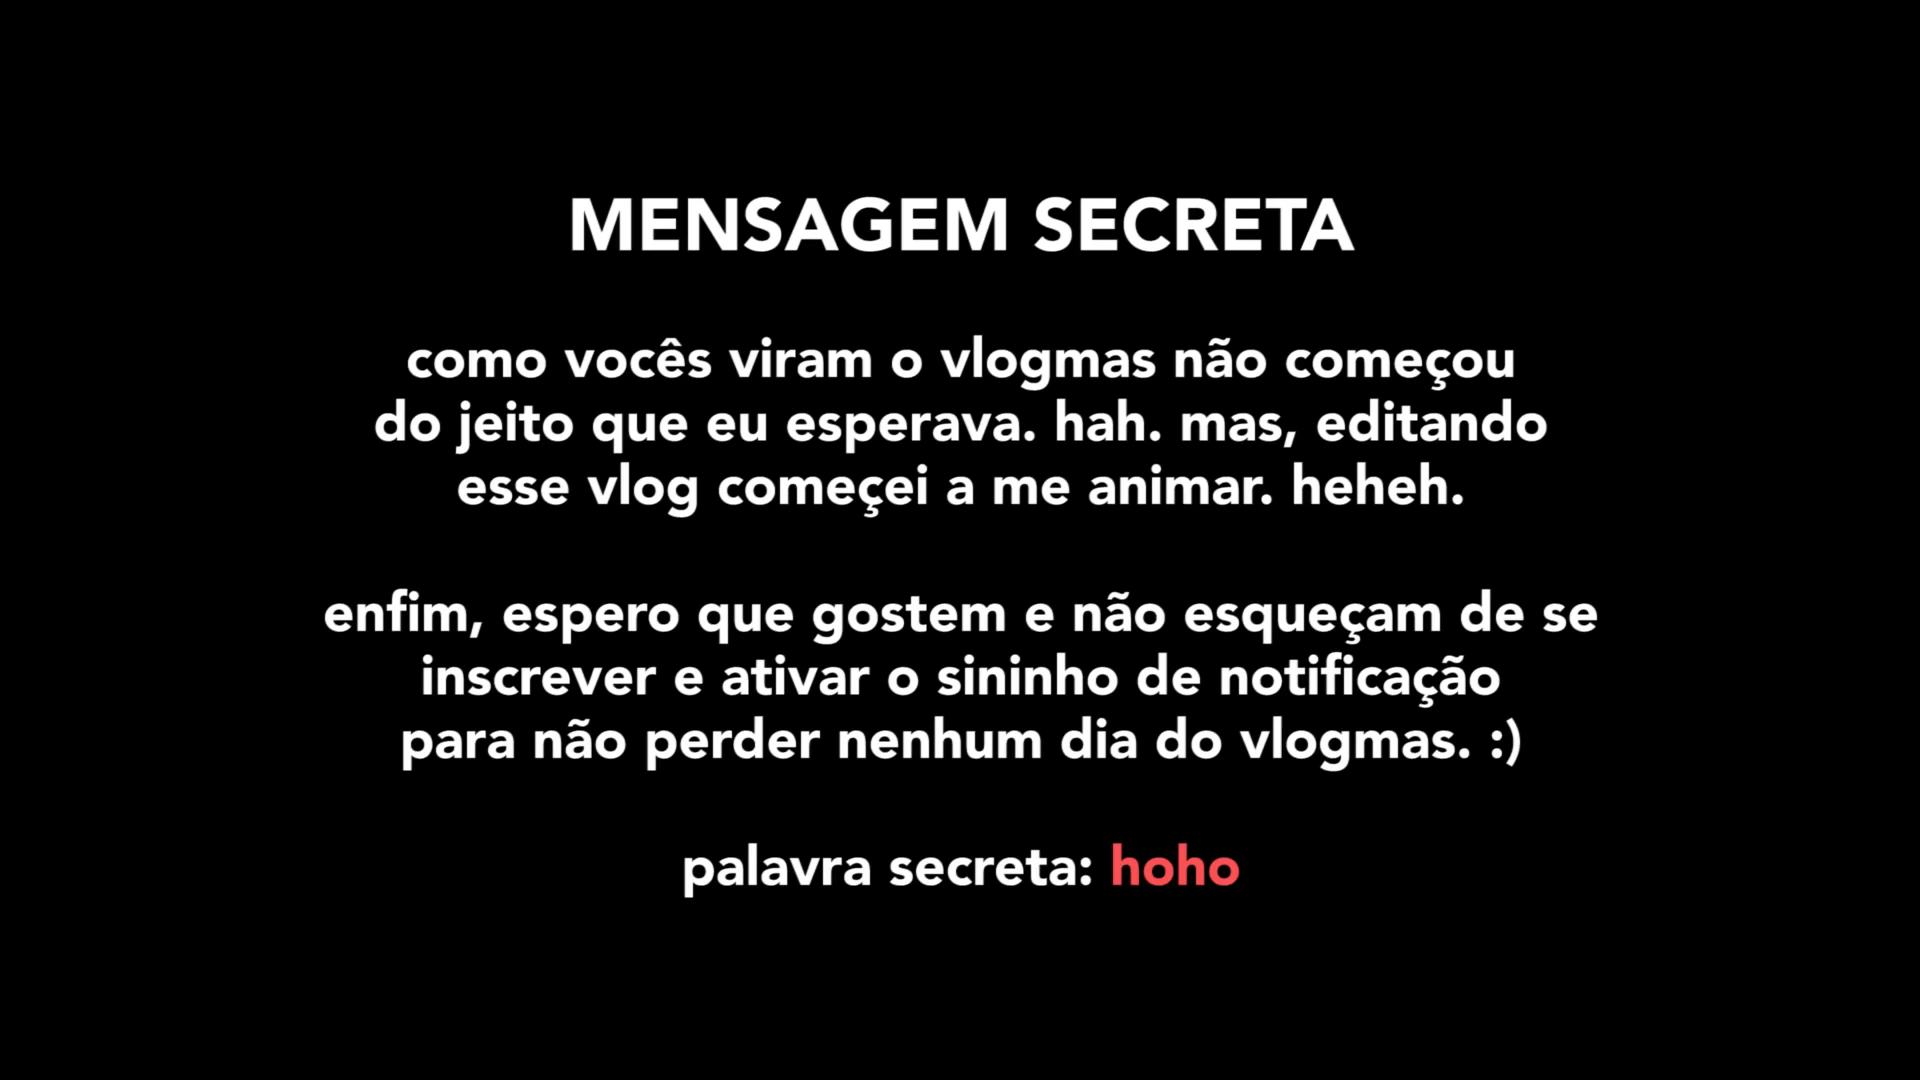 MENSAGEM SECRETA
como vocês viram o vlogmas não começou
do jeito que eu esperava. hah. mas, editando
esse vlog começei a me animar. heheh.
enfim, espero que gostem e não esqueçam de se
inscrever e ativar o sininho de notificação
para não perder nenhum dia do vlogmas. :)
palavra secreta: hoho